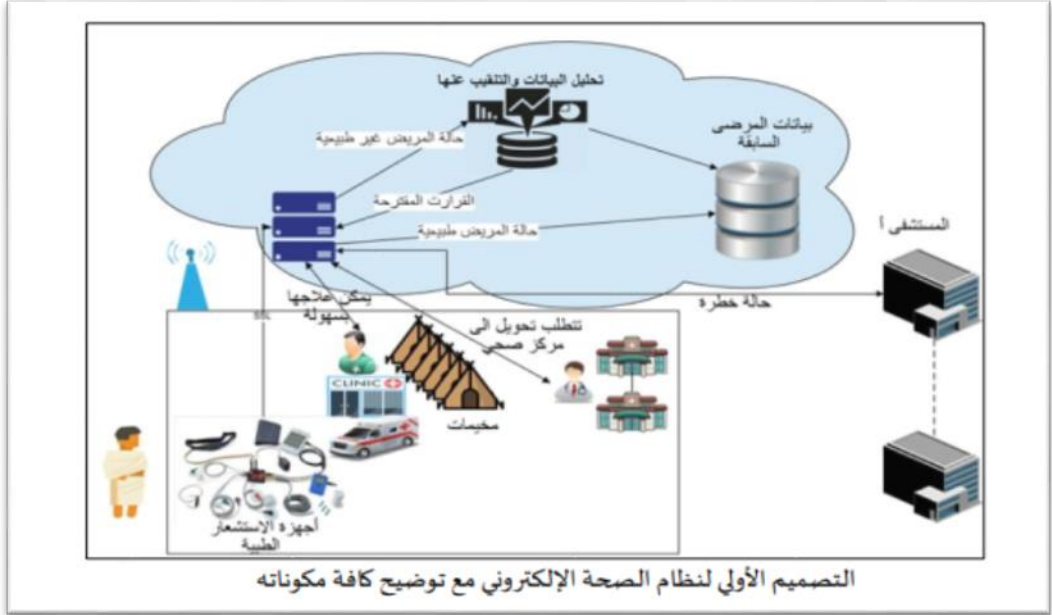 تحليل البيانات والتنقيب عنها
بيانات المرضى
السابقة
حالة المريض غير طبيعية
القرارت المقترحة
حالة المريض طبيعية
المستشفى أ
حالة خطرة
يمكن علاجها
بسهولة
تتطلب تحويل الى
مركز صحي
SSL
CLINIC
مخيمات
أجهزة الاستشعار
الطبية
التصميم الأولي لنظام الصحة الإلكتروني مع توضيح كافة مكوناته